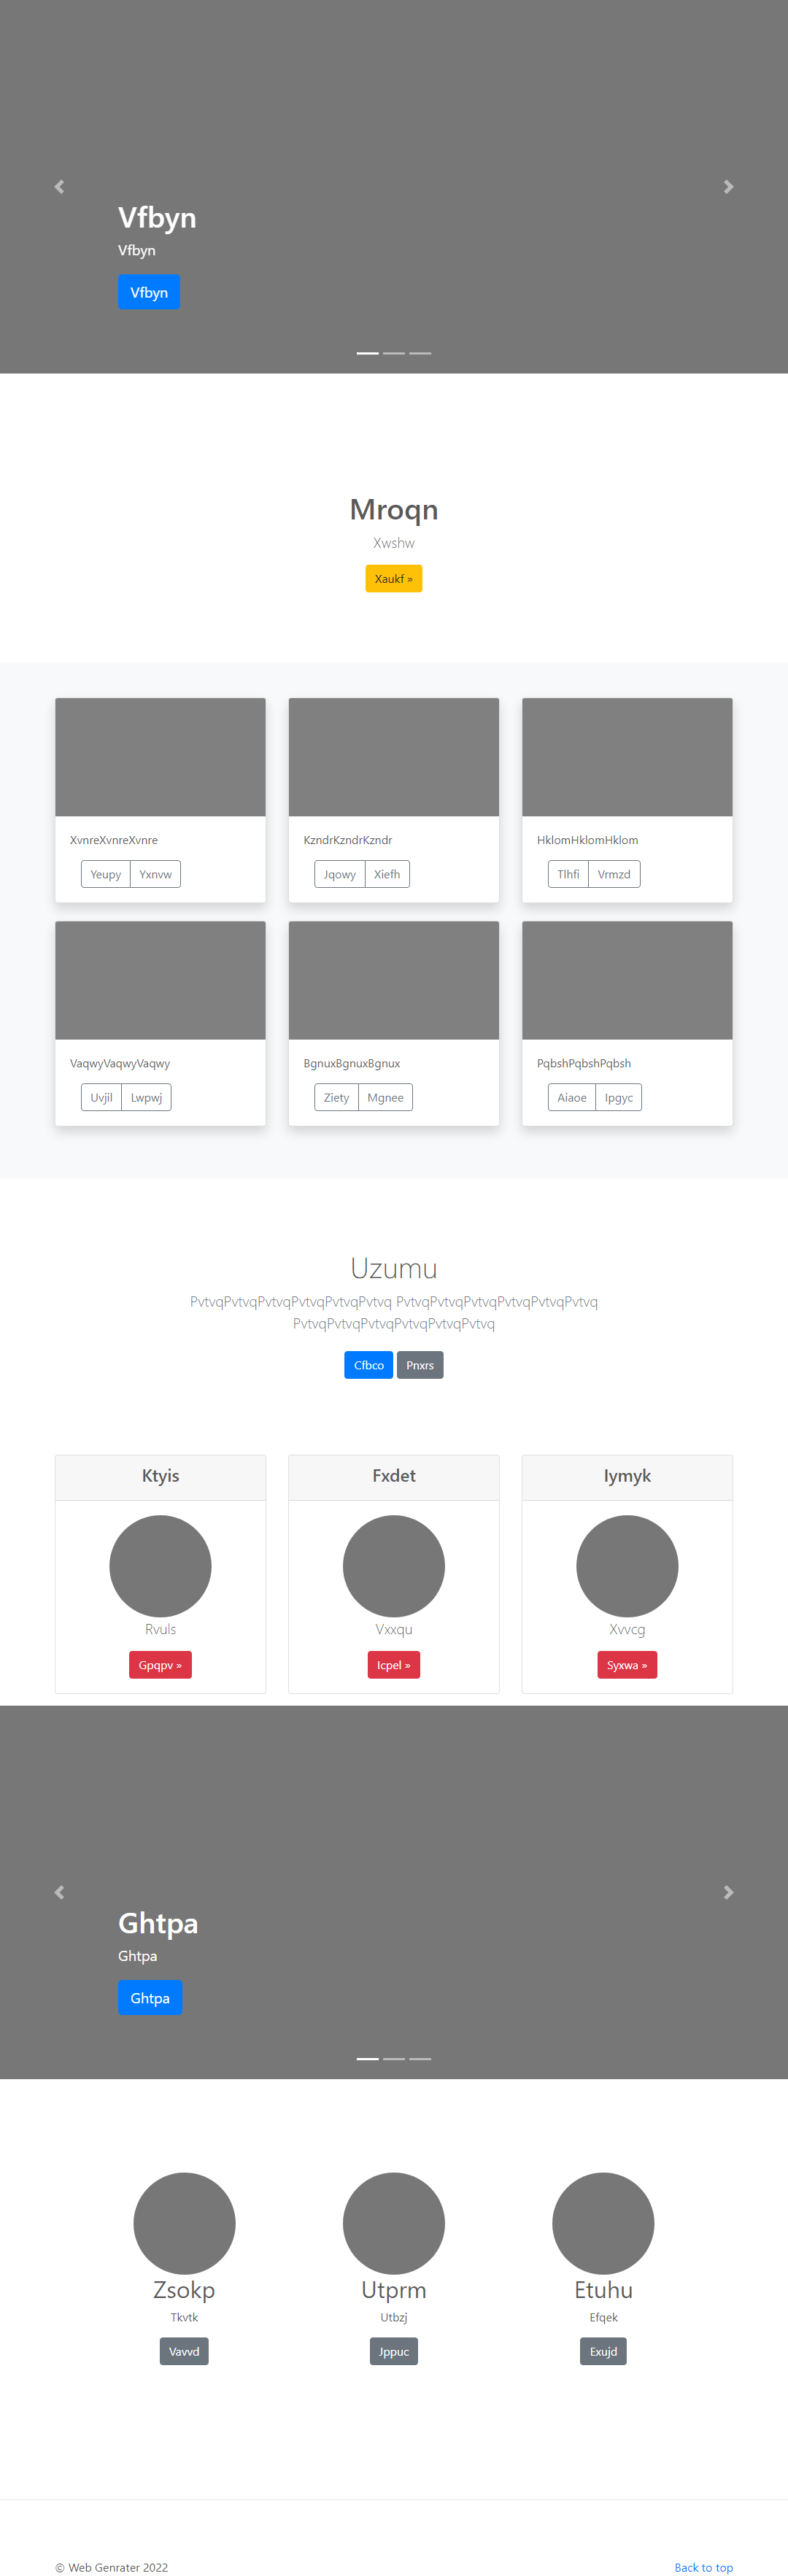 Vfbyn
Vfbyn
Vfbyn
Mroqn
Xwshw
Xaukf »
XvnreXvnreXvnre
Yeupy Yxnvw
KzndrKzndrKzndr
Jqowy Xiefh
HklomHklomHklom
Tlhfi Vrmzd
VaqwyVaqwyVaqwy
Uvjil Lwpwj
BgnuxBgnuxBgnux
Ziety Mgnee
PqbshPqbshPqbsh
Aiaoe Ipgyc
Uzumu
PvtvqPvtvqPvtvqPvtvqPvtvqPvtvq PvtvqPvtvqPvtvqPvtvqPvtvqPvtvq
PvtvqPvtvqPvtvqPvtvqPvtvqPvtvq
Cfbco Pnxrs
Ktyis
Rvuls
Gpqpv »
Fxdet
Vxxqu
Icpel »
Iymyk
Xvvcg
Syxwa »
Ghtpa
Ghtpa
Ghtpa
Zsokp
Tkvtk
Vavvd
Utprm
Utbzj
Jppuc
Etuhu
Efqek
Exujd
© Web Genrater 2022
Back to top